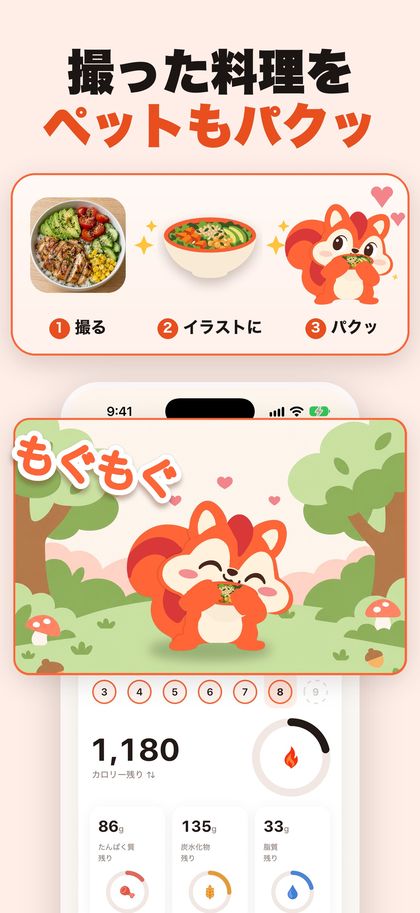 撮った料理を
ペットもパクッ
1 撮る
2 イラストに
3 パクッ
9:41
もぐもぐ
3 4 5 6 7 8 9
1,180
カロリー残り ⇅
86g 135g 33g
たんぱく質 炭水化物 脂質
残り 残り 残り